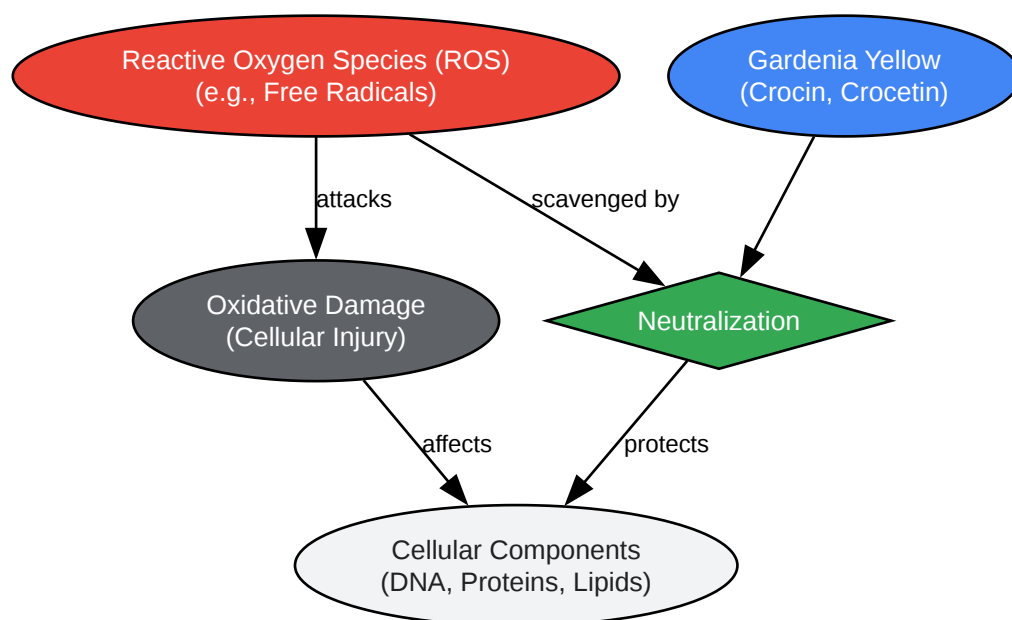 Reactive Oxygen Species (ROS)
(e.g., Free Radicals)
Gardenia Yellow
(Crocin, Crocetin)
attacks
scavenged by
Oxidative Damage
(Cellular Injury)
Neutralization
affects
protects
Cellular Components
(DNA, Proteins, Lipids)